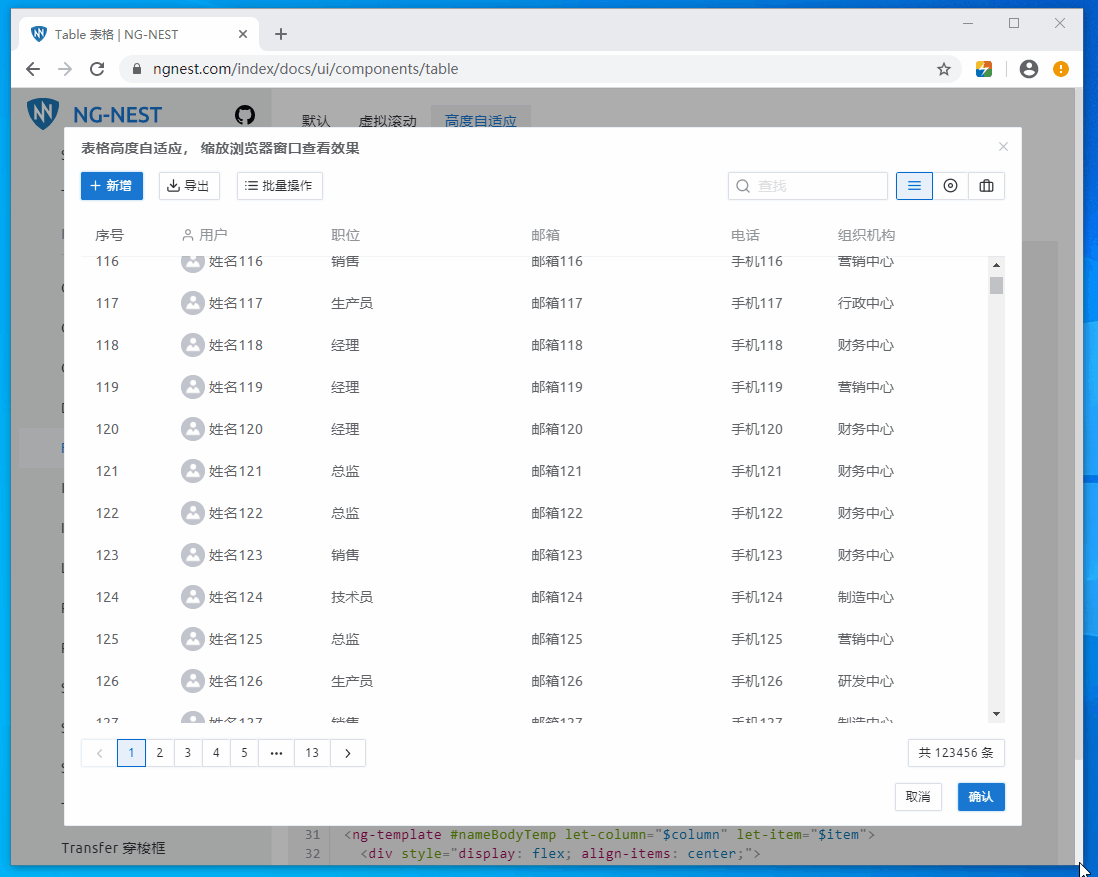 Table 表格 | NG-NEST
ngnest.com/index/docs/ui/components/table
NG-NEST
默认 虚拟滚动 高度自适应
表格高度自适应， 缩放浏览器窗口查看效果
新增 导出 批量操作 查找
序号 用户 职位 邮箱 电话 组织机构
116 姓名116 销售 邮箱116 手机116 营销中心
117 姓名117 生产员 邮箱117 手机117 行政中心
118 姓名118 经理 邮箱118 手机118 财务中心
119 姓名119 经理 邮箱119 手机119 营销中心
120 姓名120 经理 邮箱120 手机120 财务中心
121 姓名121 总监 邮箱121 手机121 财务中心
122 姓名122 总监 邮箱122 手机122 财务中心
123 姓名123 销售 邮箱123 手机123 财务中心
124 姓名124 技术员 邮箱124 手机124 制造中心
125 姓名125 总监 邮箱125 手机125 营销中心
126 姓名126 生产员 邮箱126 手机126 研发中心
127 姓名127 销售 邮箱127 手机127 制造中心
1 2 3 4 5 ••• 13 共 123456 条
取消 确认
31 <ng-template #nameBodyTemp let-column="$column" let-item="$item">
Transfer 穿梭框
32 <div style="display: flex; align-items: center;">